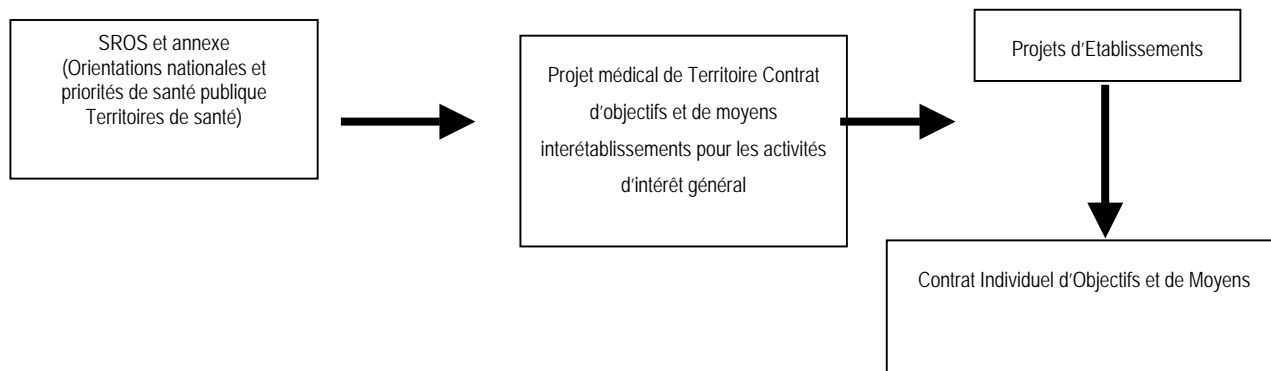 SROS et annexe
(Orientations nationales et
priorités de santé publique
Territoires de santé)
Projet médical de Territoire Contrat
d'objectifs et de moyens
interétablissements pour les activités
d'intérêt général
Projets d'Etablissements
Contrat Individuel d'Objectifs et de Moyens